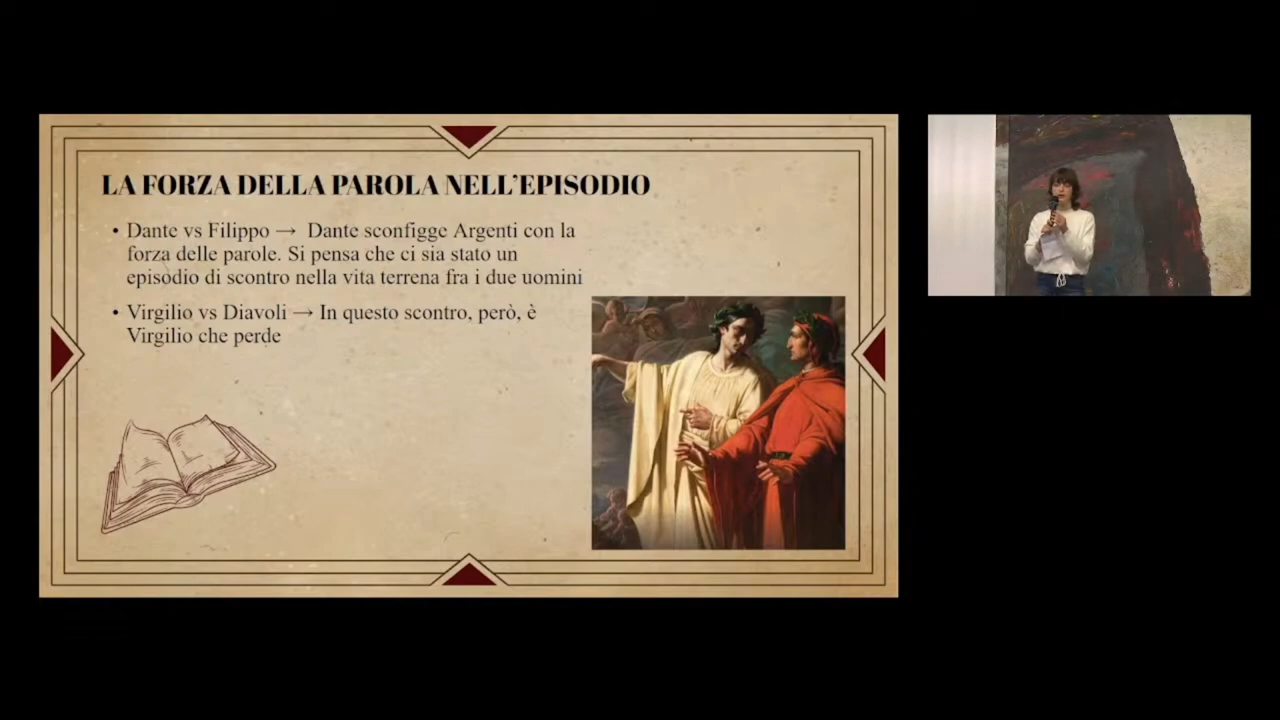 LA FORZA DELLA PAROLA NELL'EPISODIO
• Dante vs Filippo → Dante sconfigge Argenti con la
forza delle parole. Si pensa che ci sia stato un
episodio di scontro nella vita terrena fra i due uomini
• Virgilio vs Diavoli → In questo scontro, però, è
Virgilio che perde